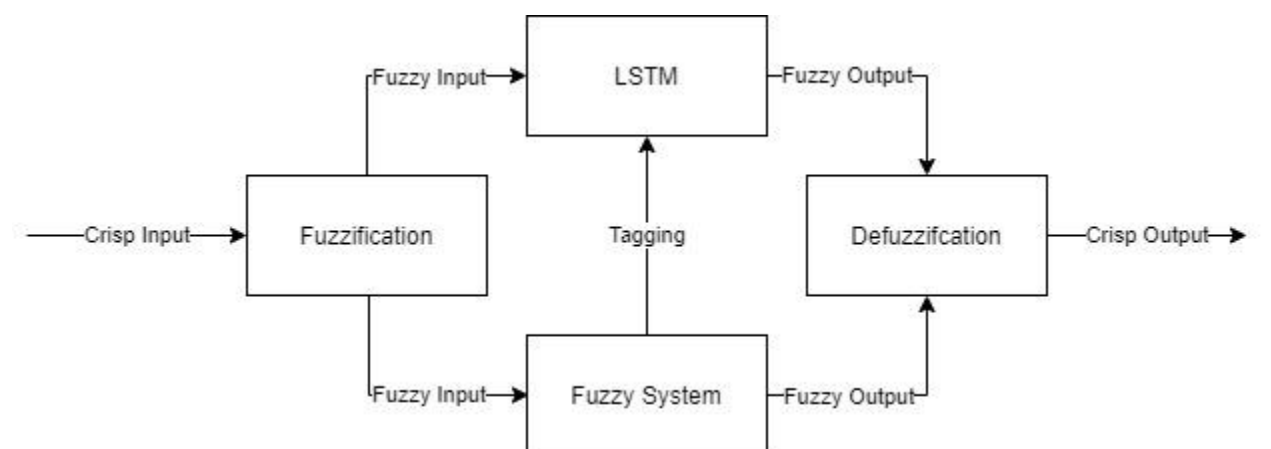 Fuzzy Input
LSTM
Fuzzy Output
Crisp Input
Fuzzification
Tagging
Defuzzifcation
Crisp Output
Fuzzy Input
Fuzzy System
Fuzzy Output